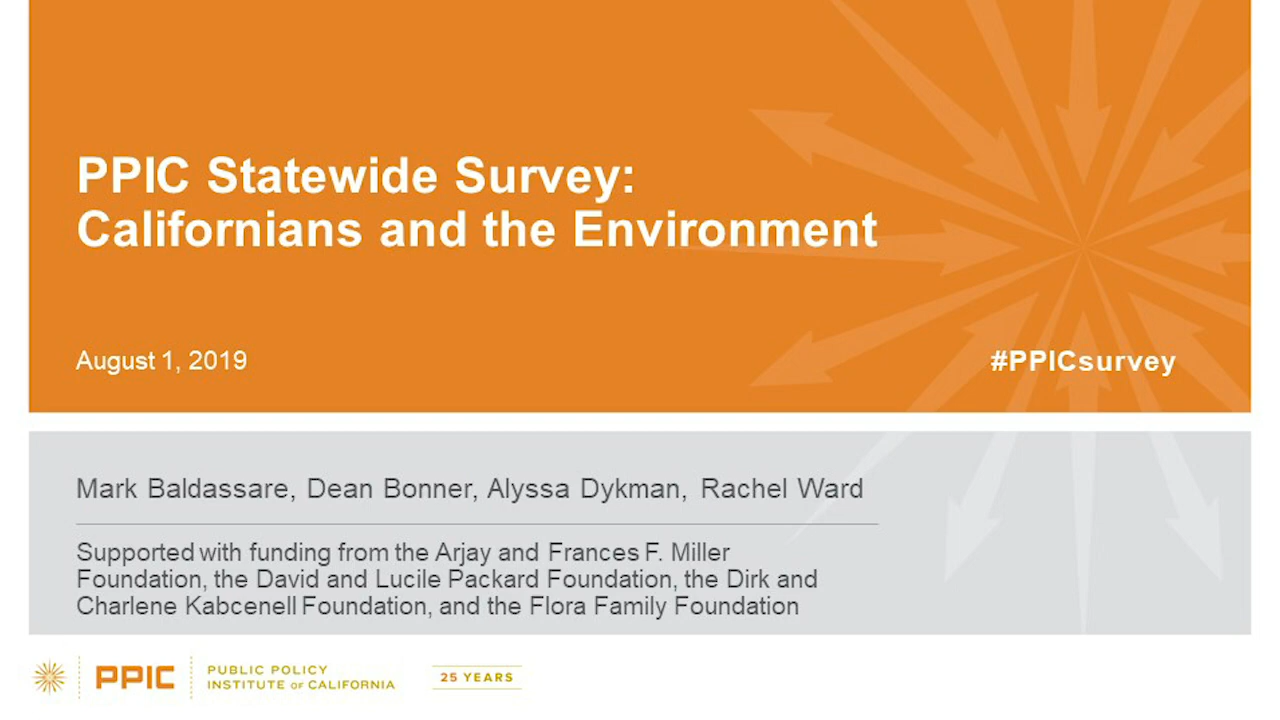 PPIC Statewide Survey:
Californians and the Environment
August 1, 2019
#PPICsurvey
Mark Baldassare, Dean Bonner, Alyssa Dykman, Rachel Ward
Supported with funding from the Arjay and Frances F. Miller
Foundation, the David and Lucile Packard Foundation, the Dirk and
Charlene Kabcenell Foundation, and the Flora Family Foundation
PPIC
PUBLIC POLICY
INSTITUTE OF CALIFORNIA
25 YEARS